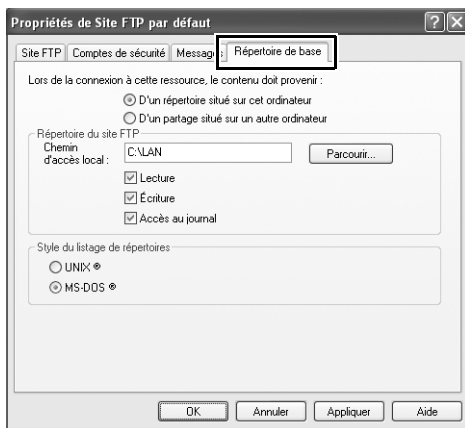 Propriétés de Site FTP par défaut
Site FTP Comptes de sécurité Messages Répertoire de base
Lors de la connexion à cette ressource, le contenu doit provenir :
D'un répertoire situé sur cet ordinateur
D'un partage situé sur un autre ordinateur
Répertoire du site FTP
Chemin
d'accès local : C:\LAN Parcourir...
Lecture
Écriture
Accès au journal
Style du listage de répertoires
UNIX ®
MS-DOS ®
OK Annuler Appliquer Aide